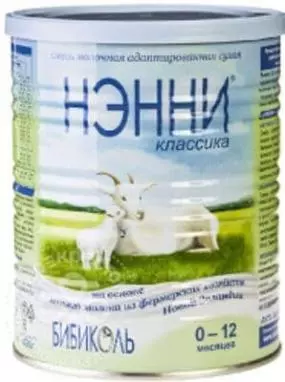 смесь молочная адаптированная сухая
НЭННИ®
классика
на основе
козьего молока из фермерских хозяйств
Новой Зеландии
БИБИКОЛЬ
0–12
месяцев